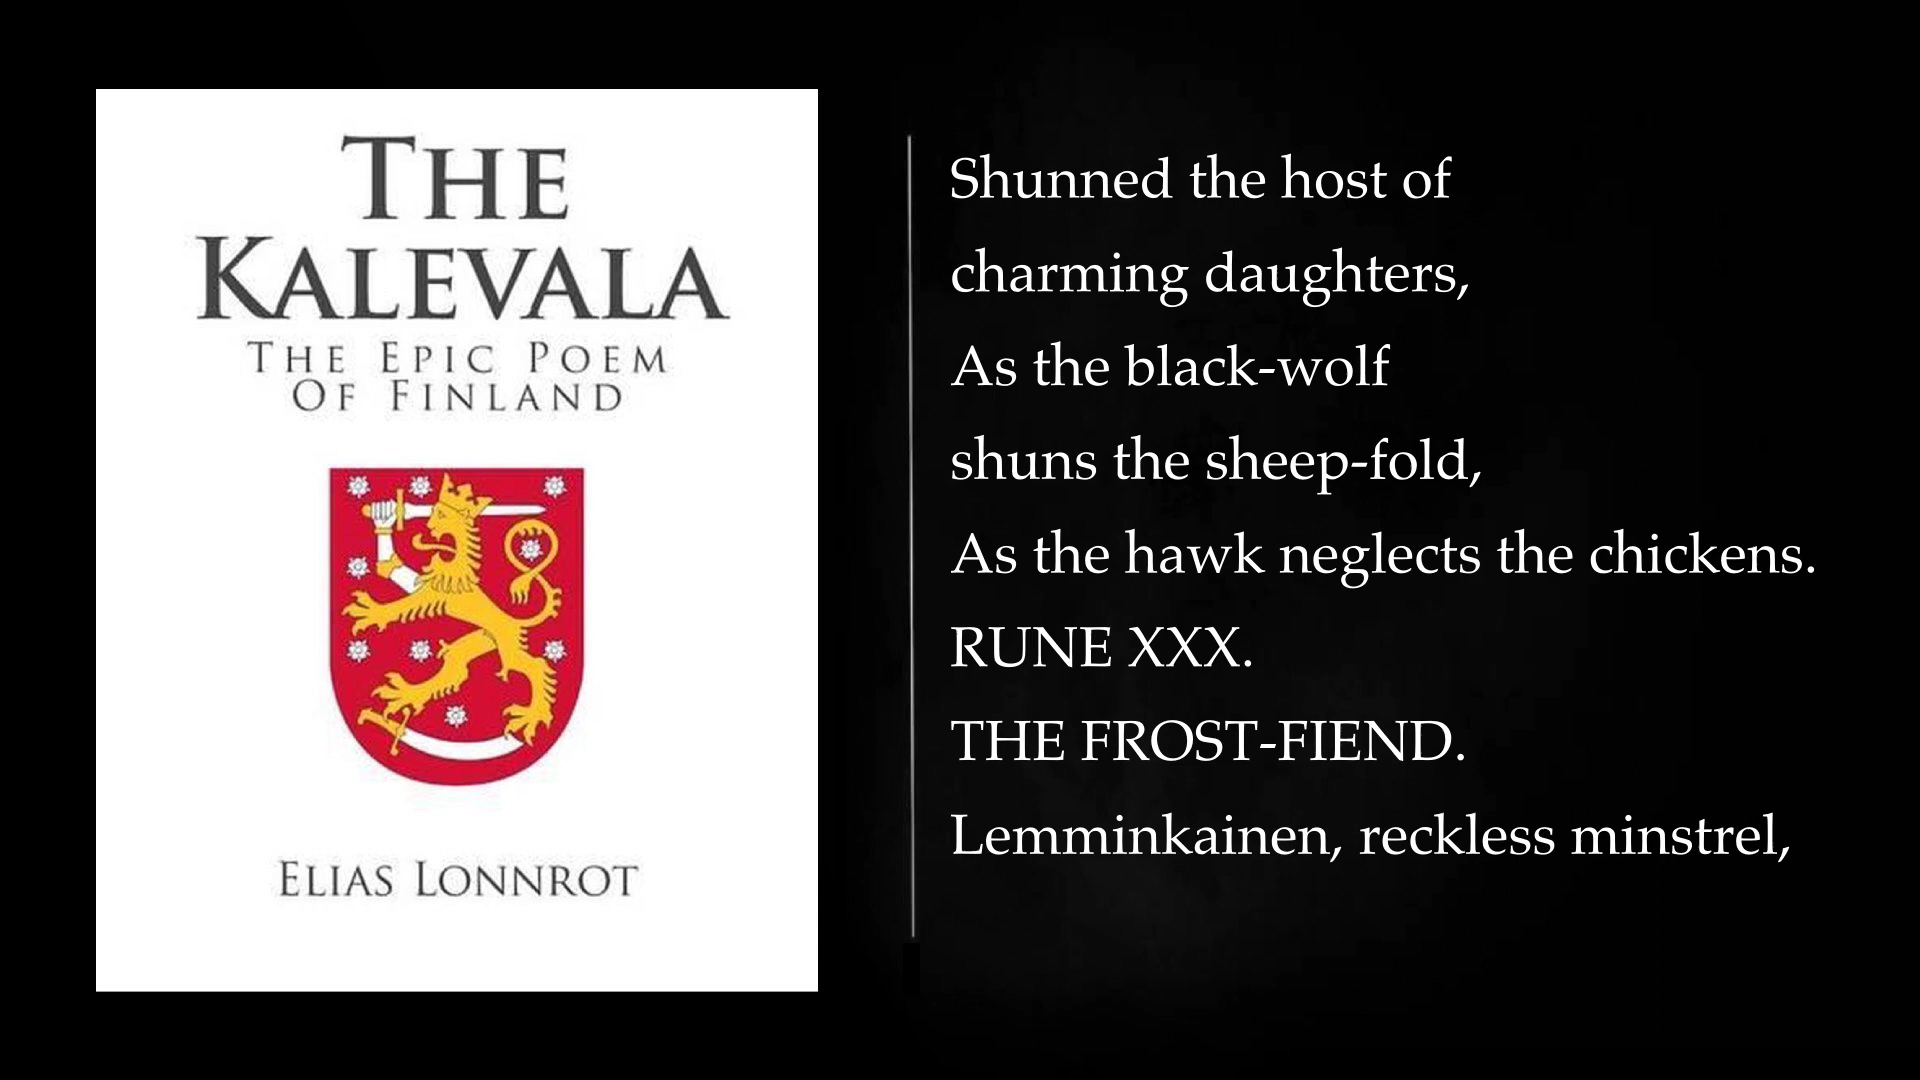 THE
KALEVALA
THE EPIC POEM
OF FINLAND
ELIAS LONNROT
Shunned the host of
charming daughters,
As the black-wolf
shuns the sheep-fold,
As the hawk neglects the chickens.
RUNE XXX.
THE FROST-FIEND.
Lemminkainen, reckless minstrel,